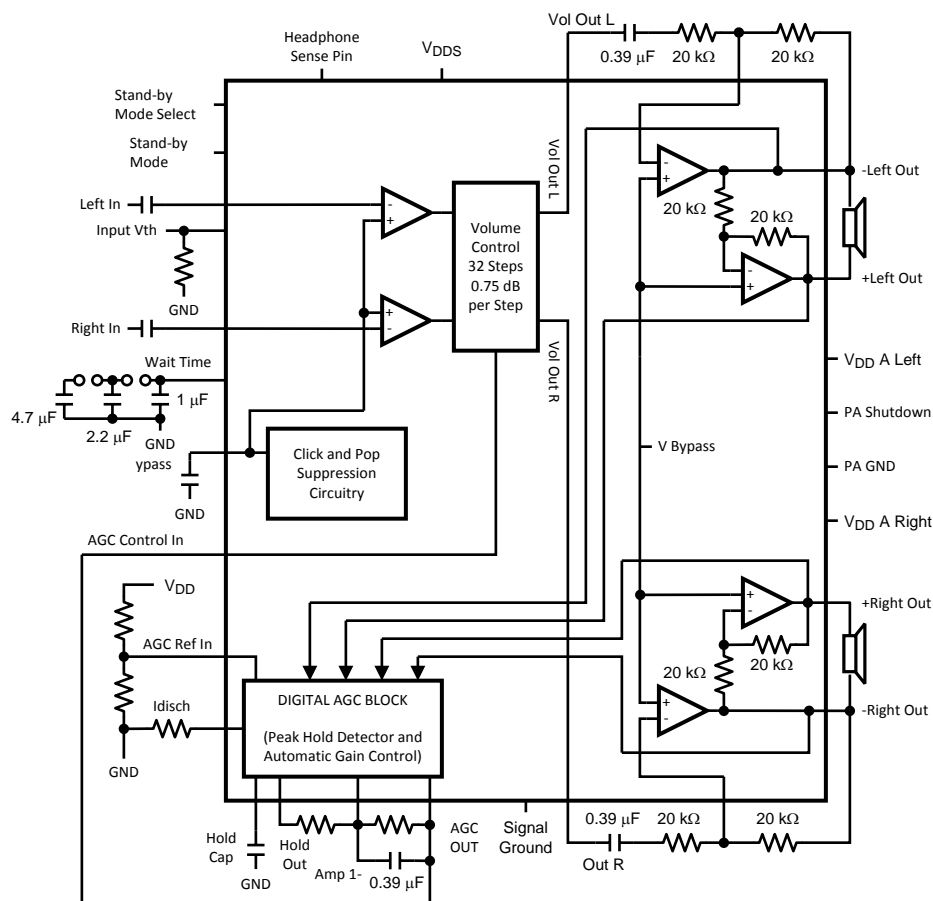 Vol Out L
0.39 µF
20 kΩ
20 kΩ
Headphone
Sense Pin
VDDS
Stand-by
Mode Select
Stand-by
Mode
Left In
Input Vth
GND
Right In
Wait Time
4.7 µF
2.2 µF
1 µF
GND
ypass
GND
-
+
+
-
Volume
Control
32 Steps
0.75 dB
per Step
Vol Out L
Vol Out R
Click and Pop
Suppression
Circuitry
-
+
20 kΩ
20 kΩ
-
+
-Left Out
+Left Out
VDD A Left
PA Shutdown
V Bypass
PA GND
VDD A Right
AGC Control In
VDD
AGC Ref In
Idisch
GND
DIGITAL AGC BLOCK
(Peak Hold Detector and
Automatic Gain Control)
+
-
20 kΩ
20 kΩ
+
-
+Right Out
-Right Out
Hold
Cap
GND
Hold
Out
Amp 1-
0.39 µF
AGC
OUT
Signal
Ground
0.39 µF
Out R
20 kΩ
20 kΩ